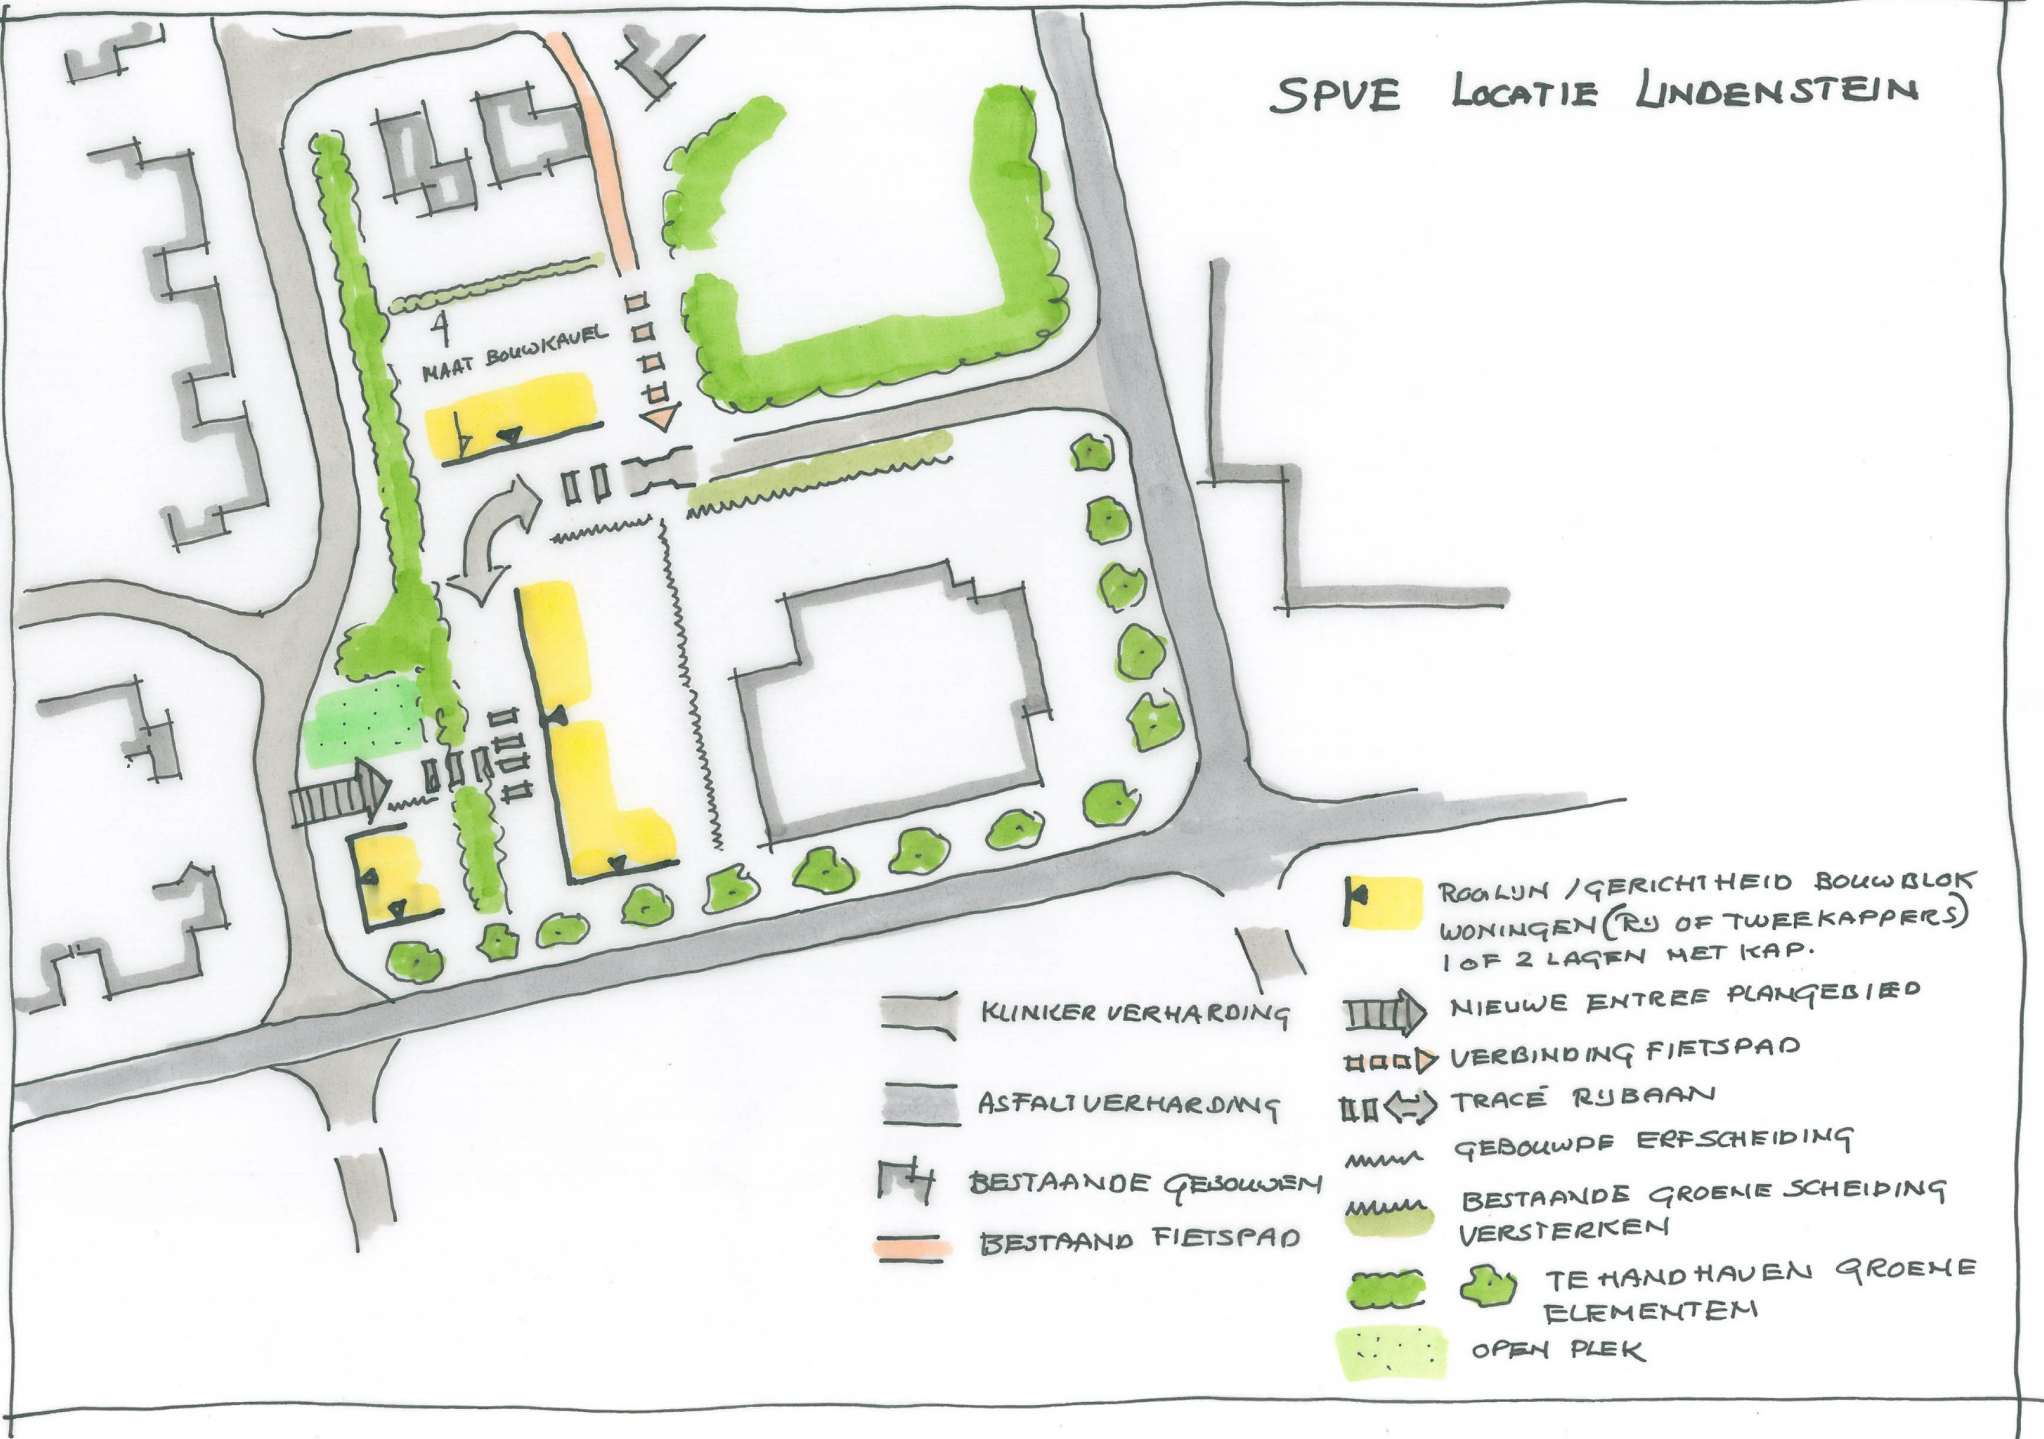 SPVE LOCATIE LINDENSTEIN
MAAT BOUWKAVEL
ROOILIJN / GERICHTHEID BOUWBLOK
WONINGEN (RIJ OF TWEEKAPPERS)
1 OF 2 LAGEN MET KAP.
NIEUWE ENTREE PLANGEBIED
VERBINDING FIETSPAD
TRACÉ RIJBAAN
GEBOUWDE ERFSCHEIDING
BESTAANDE GROENE SCHEIDING
VERSTERKEN
TE HANDHAVEN GROENE
ELEMENTEN
OPEN PLEK
KLINKER VERHARDING
ASFALTVERHARDING
BESTAANDE GEBOUWEN
BESTAAND FIETSPAD